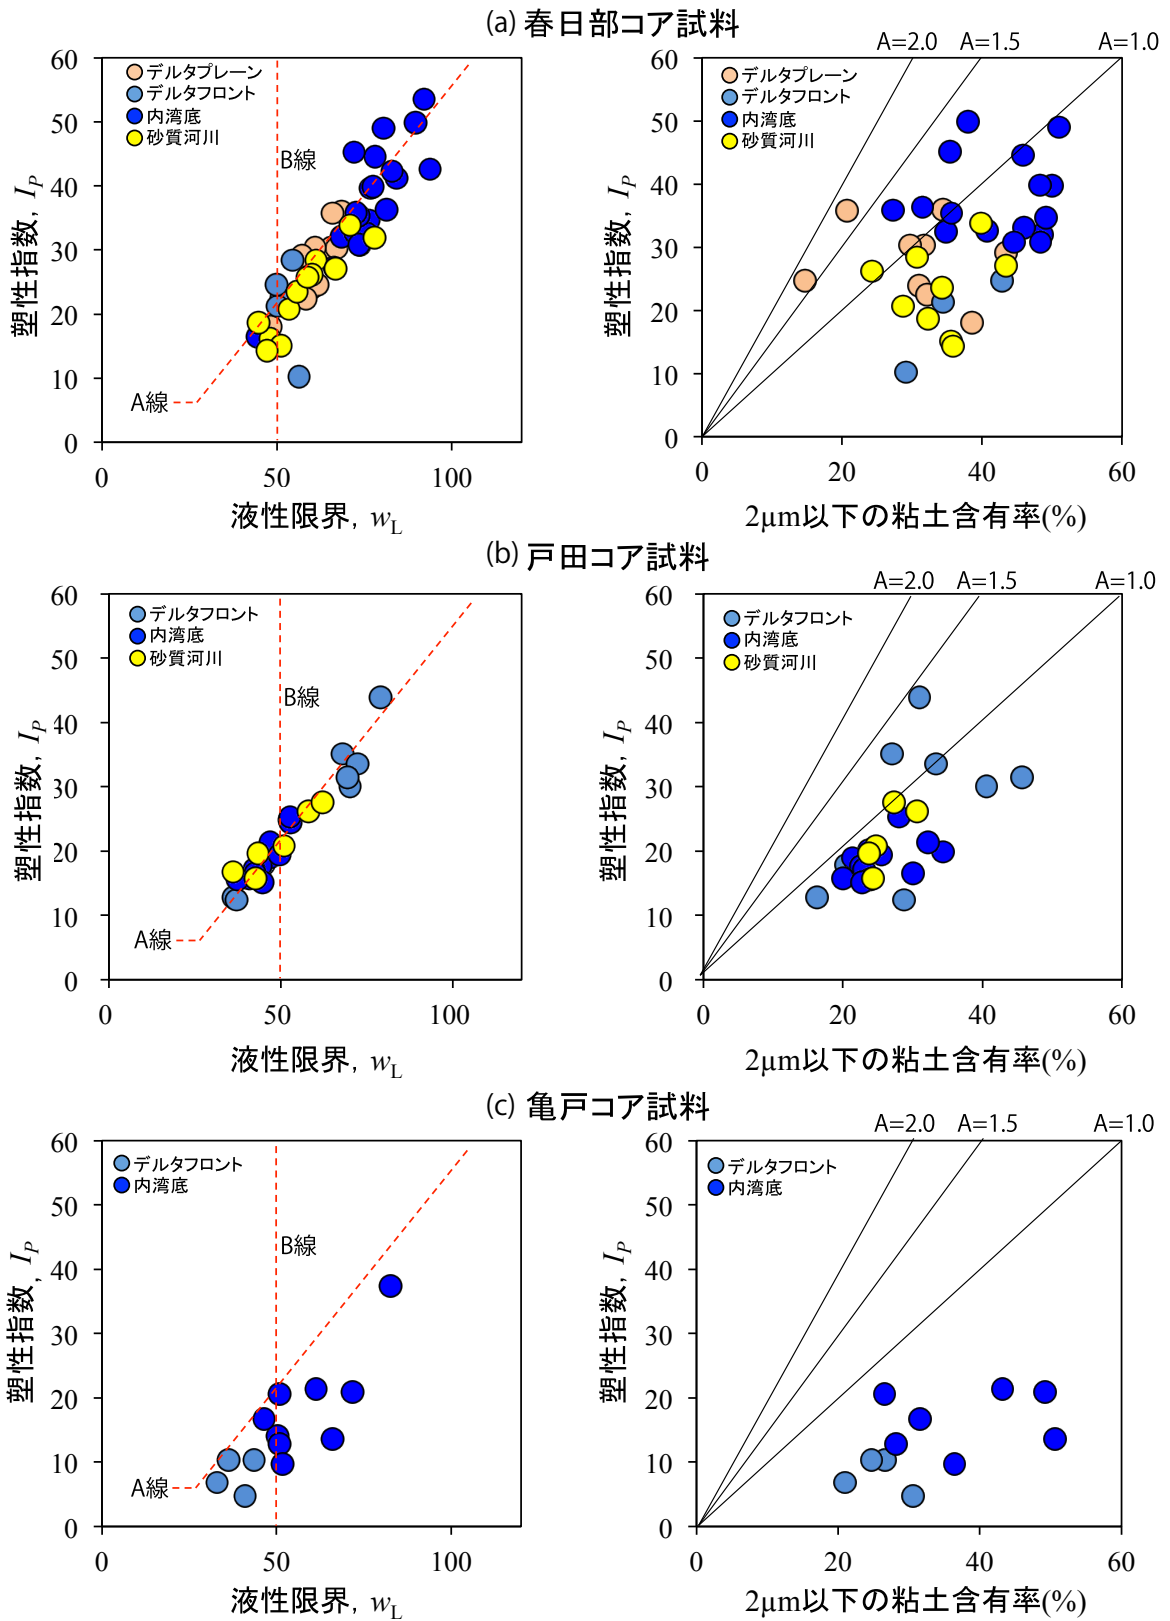 (a) 春日部コア試料
A=2.0 A=1.5 A=1.0
60
50
40
30
20
10
0
塑性指数, IP
デルタプレーン
デルタフロント
内湾底
砂質河川
B線
A線
0 50 100
液性限界, wL
60
50
40
30
20
10
0
塑性指数, IP
デルタプレーン
デルタフロント
内湾底
砂質河川
0 20 40 60
2μm以下の粘土含有率(%)
(b) 戸田コア試料
A=2.0 A=1.5 A=1.0
60
50
40
30
20
10
0
塑性指数, IP
デルタフロント
内湾底
砂質河川
B線
A線
0 50 100
液性限界, wL
60
50
40
30
20
10
0
塑性指数, IP
デルタフロント
内湾底
砂質河川
0 20 40 60
2μm以下の粘土含有率(%)
(c) 亀戸コア試料
A=2.0 A=1.5 A=1.0
60
50
40
30
20
10
0
塑性指数, IP
デルタフロント
内湾底
B線
A線
0 50 100
液性限界, wL
60
50
40
30
20
10
0
塑性指数, IP
デルタフロント
内湾底
0 20 40 60
2μm以下の粘土含有率(%)